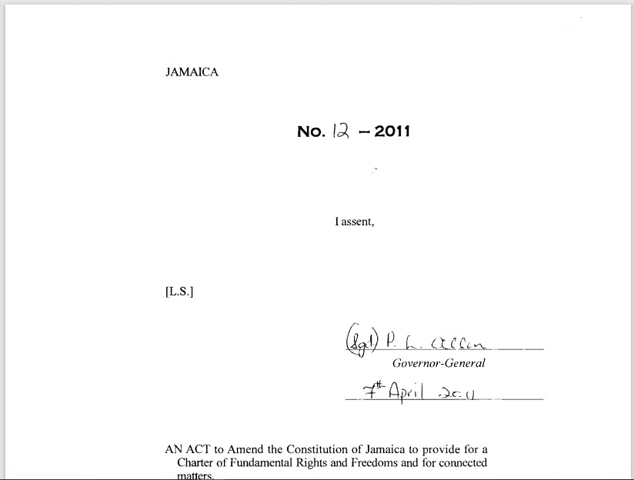 JAMAICA
No. 12 – 2011
I assent,
[L.S.]
(Sgd) P. L. Allen
Governor-General
7th April 2011
AN ACT to Amend the Constitution of Jamaica to provide for a
Charter of Fundamental Rights and Freedoms and for connected
matters.